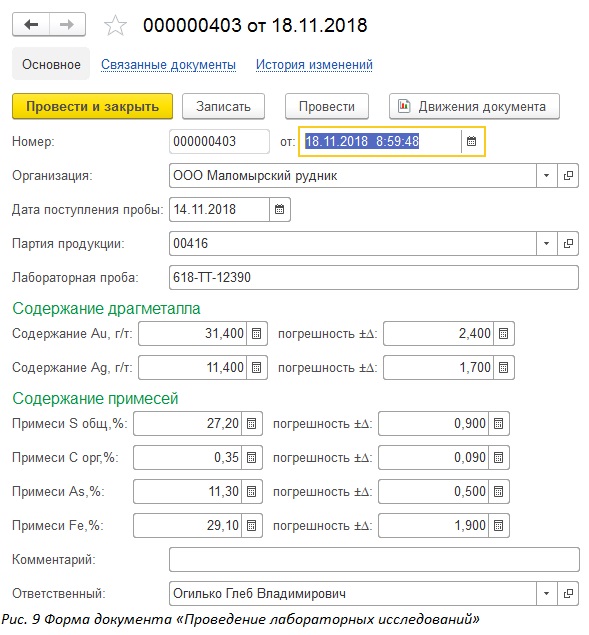 000000403 от 18.11.2018
Основное Связанные документы История изменений
Провести и закрыть Записать Провести Движения документа
Номер: 000000403 от: 18.11.2018 8:59:48
Организация: ООО Маломырский рудник
Дата поступления пробы: 14.11.2018
Партия продукции: 00416
Лабораторная проба: 618-ТТ-12390
Содержание драгметалла
Содержание Au, г/т: 31,400 погрешность ±Δ: 2,400
Содержание Ag, г/т: 11,400 погрешность ±Δ: 1,700
Содержание примесей
Примеси S общ,%: 27,20 погрешность ±Δ: 0,900
Примеси C орг,%: 0,35 погрешность ±Δ: 0,090
Примеси As,%: 11,30 погрешность ±Δ: 0,500
Примеси Fe,%: 29,10 погрешность ±Δ: 1,900
Комментарий:
Ответственный: Огилько Глеб Владимирович
Рис. 9 Форма документа «Проведение лабораторных исследований»